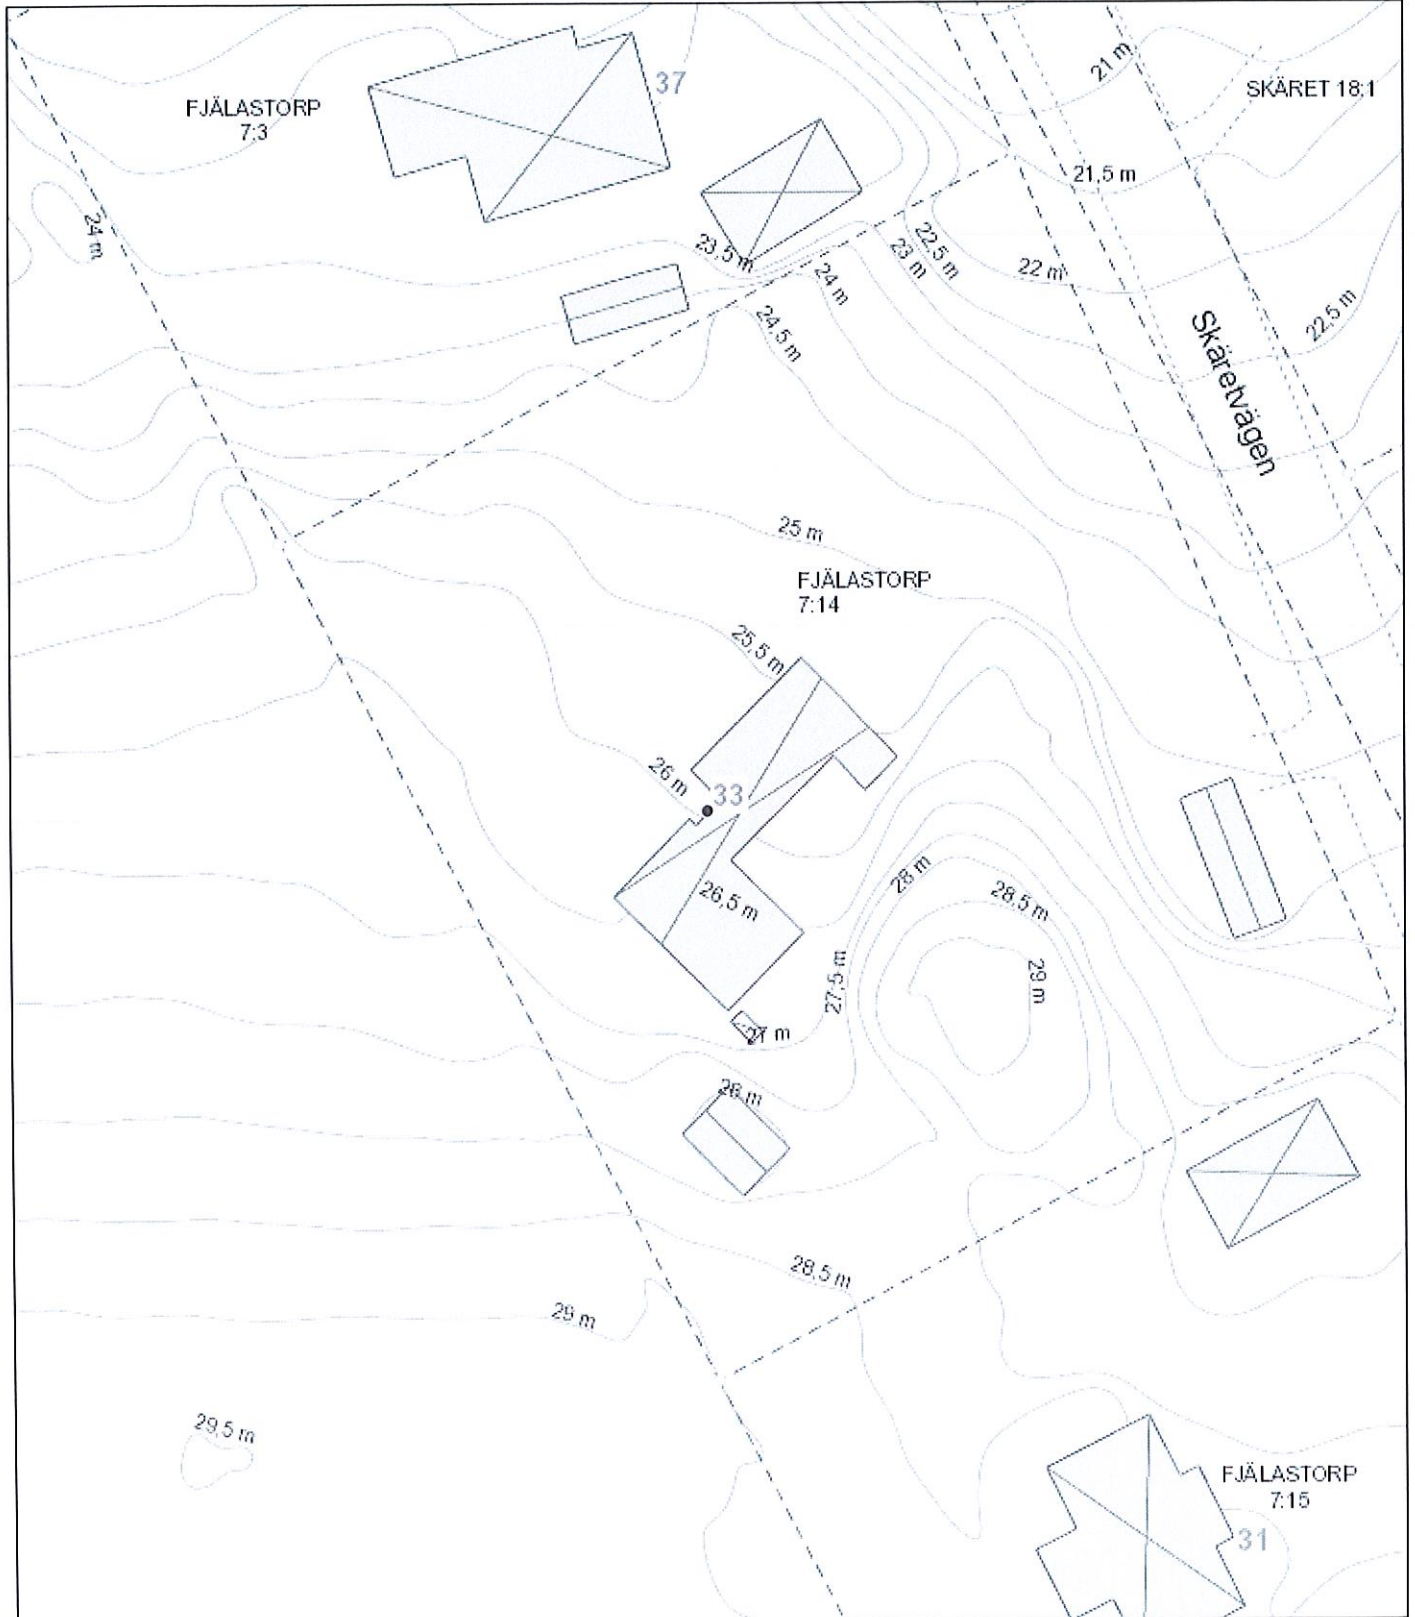 21 m
37
SKÄRET 18:1
FJÄLASTORP
7:3
21,5 m
24 m
23,5 m
22,5 m
23 m
22 m
24 m
24,5 m
22,5 m
Skäretvägen
25 m
FJÄLASTORP
7:14
25,5 m
26 m
33
28 m
26,5 m
28,5 m
27,5 m
29 m
27 m
28 m
28,5 m
29 m
29,5 m
FJÄLASTORP
7:15
31